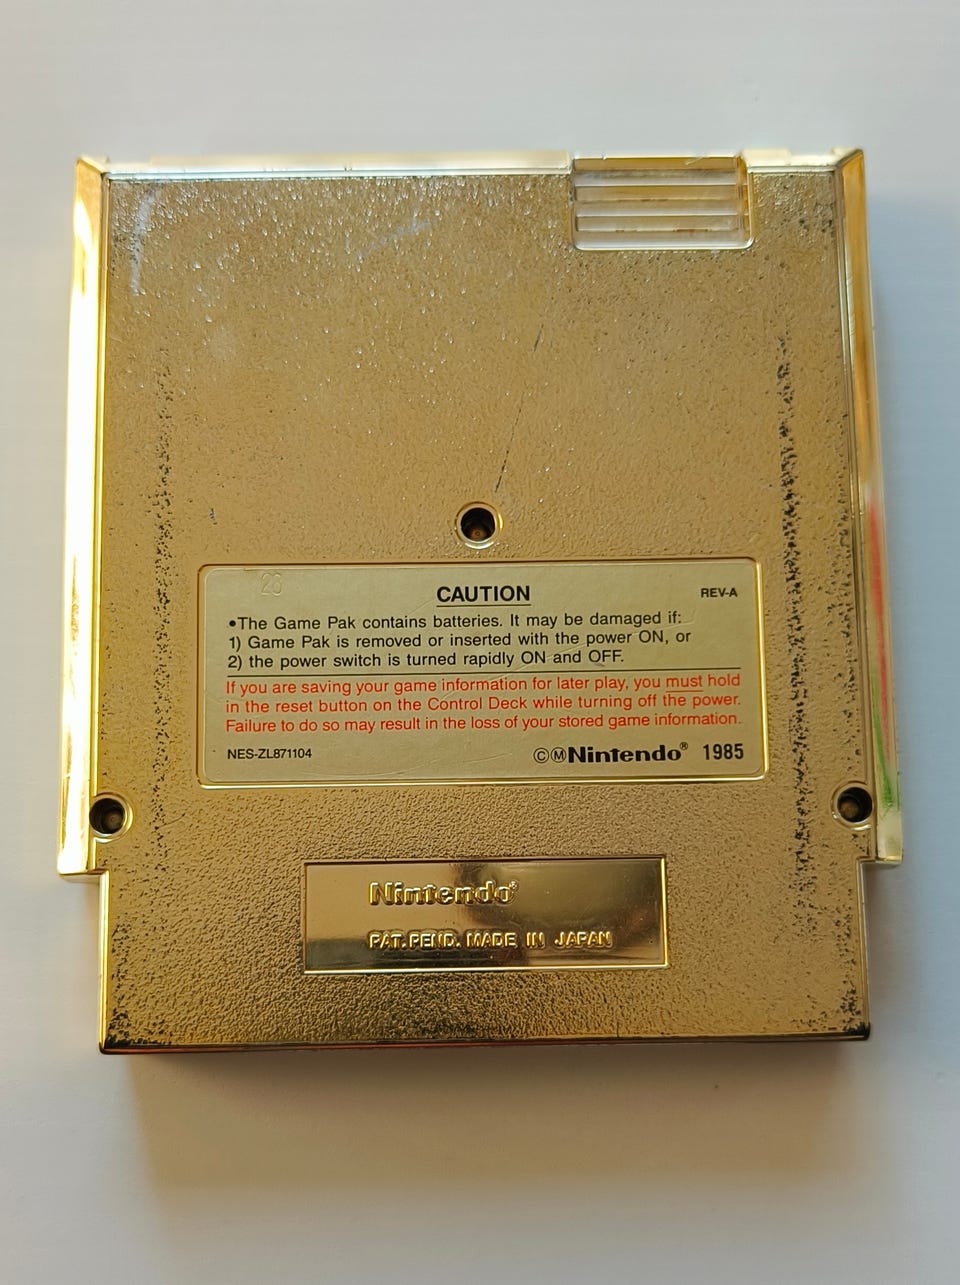 26
CAUTION
REV-A
•The Game Pak contains batteries. It may be damaged if:
1) Game Pak is removed or inserted with the power ON, or
2) the power switch is turned rapidly ON and OFF.
If you are saving your game information for later play, you must hold
in the reset button on the Control Deck while turning off the power.
Failure to do so may result in the loss of your stored game information.
NES-ZL871104
©ⓂNintendo® 1985
Nintendo®
PAT. PEND. MADE IN JAPAN